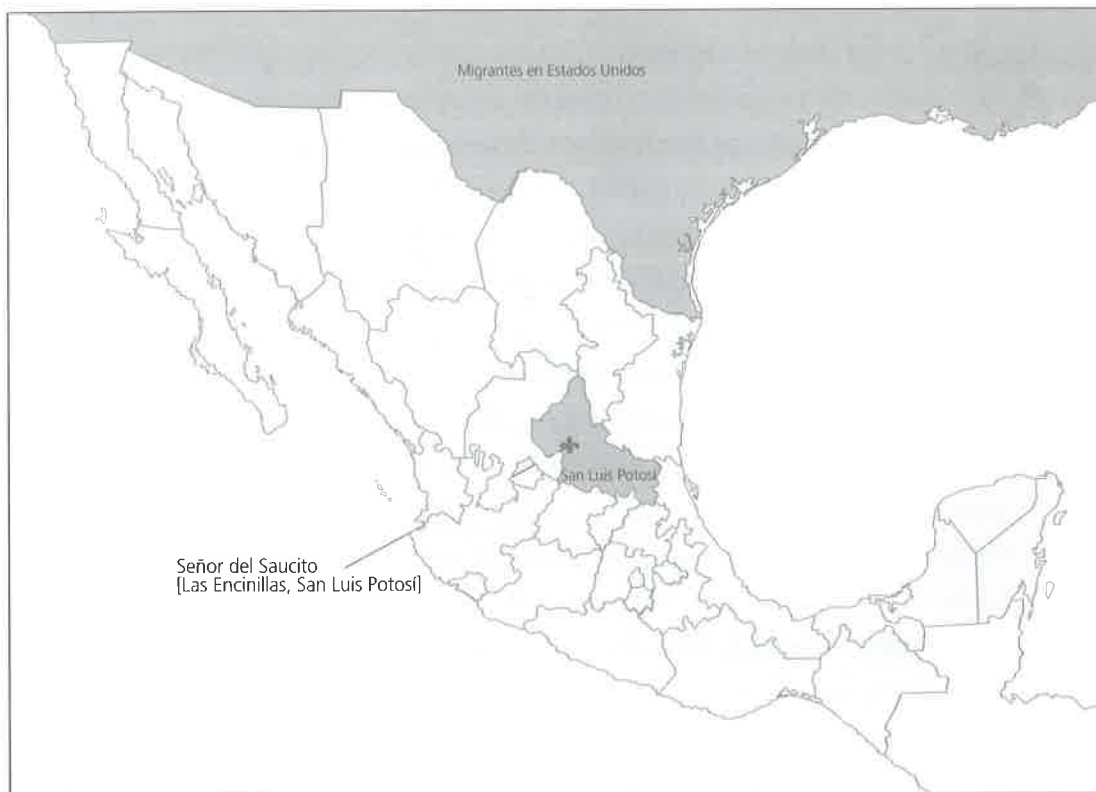 Migrantes en Estados Unidos
San Luis Potosí
Señor del Saucito
[Las Encinillas, San Luis Potosí]